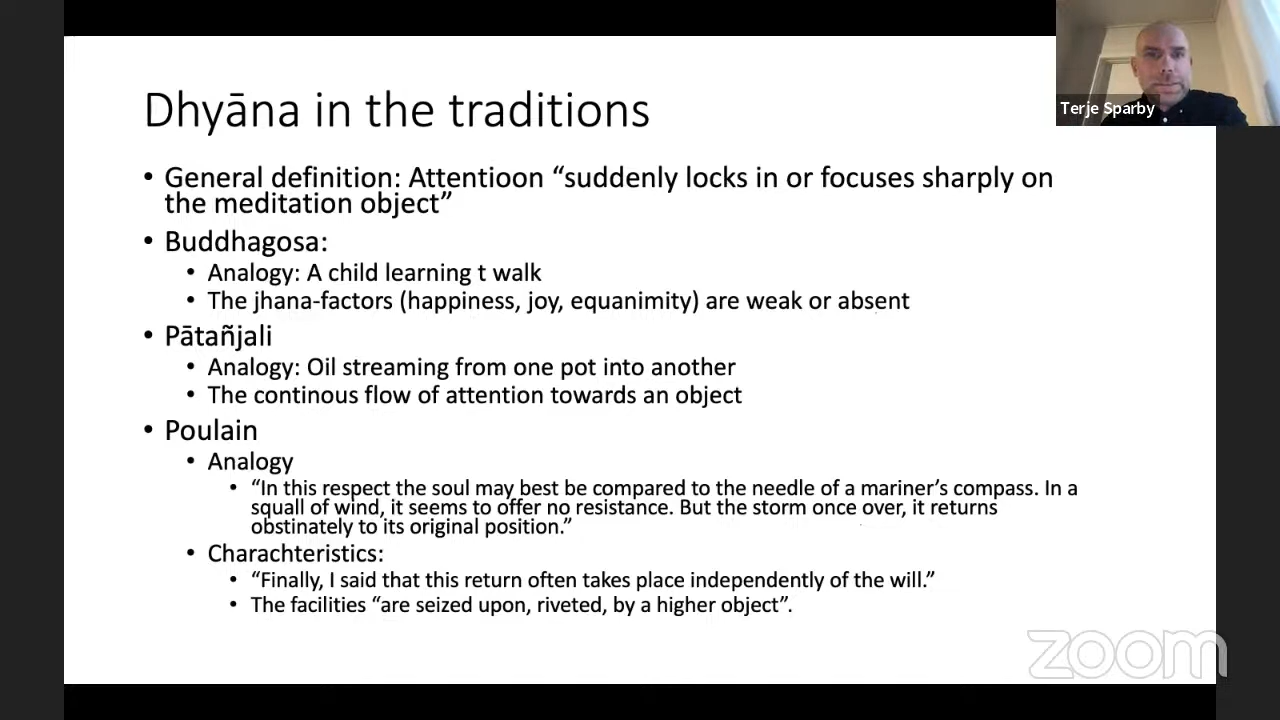 Dhyāna in the traditions
Terje Sparby
• General definition: Attentioon “suddenly locks in or focuses sharply on
the meditation object”
• Buddhagosa:
• Analogy: A child learning t walk
• The jhana-factors (happiness, joy, equanimity) are weak or absent
• Pātañjali
• Analogy: Oil streaming from one pot into another
• The continous flow of attention towards an object
• Poulain
• Analogy
• “In this respect the soul may best be compared to the needle of a mariner’s compass. In a
squall of wind, it seems to offer no resistance. But the storm once over, it returns
obstinately to its original position.”
• Charachteristics:
• “Finally, I said that this return often takes place independently of the will.”
• The facilities “are seized upon, riveted, by a higher object”.
zoom